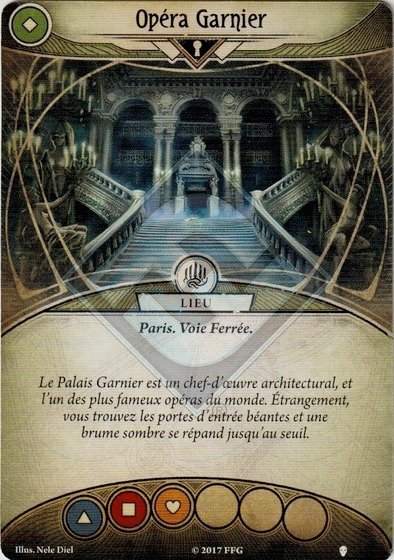 Opéra Garnier
LIEU
Paris. Voie Ferrée.
Le Palais Garnier est un chef-d'œuvre architectural, et
l'un des plus fameux opéras du monde. Étrangement,
vous trouvez les portes d'entrée béantes et une
brume sombre se répand jusqu'au seuil.
Illus. Nele Diel
© 2017 FFG